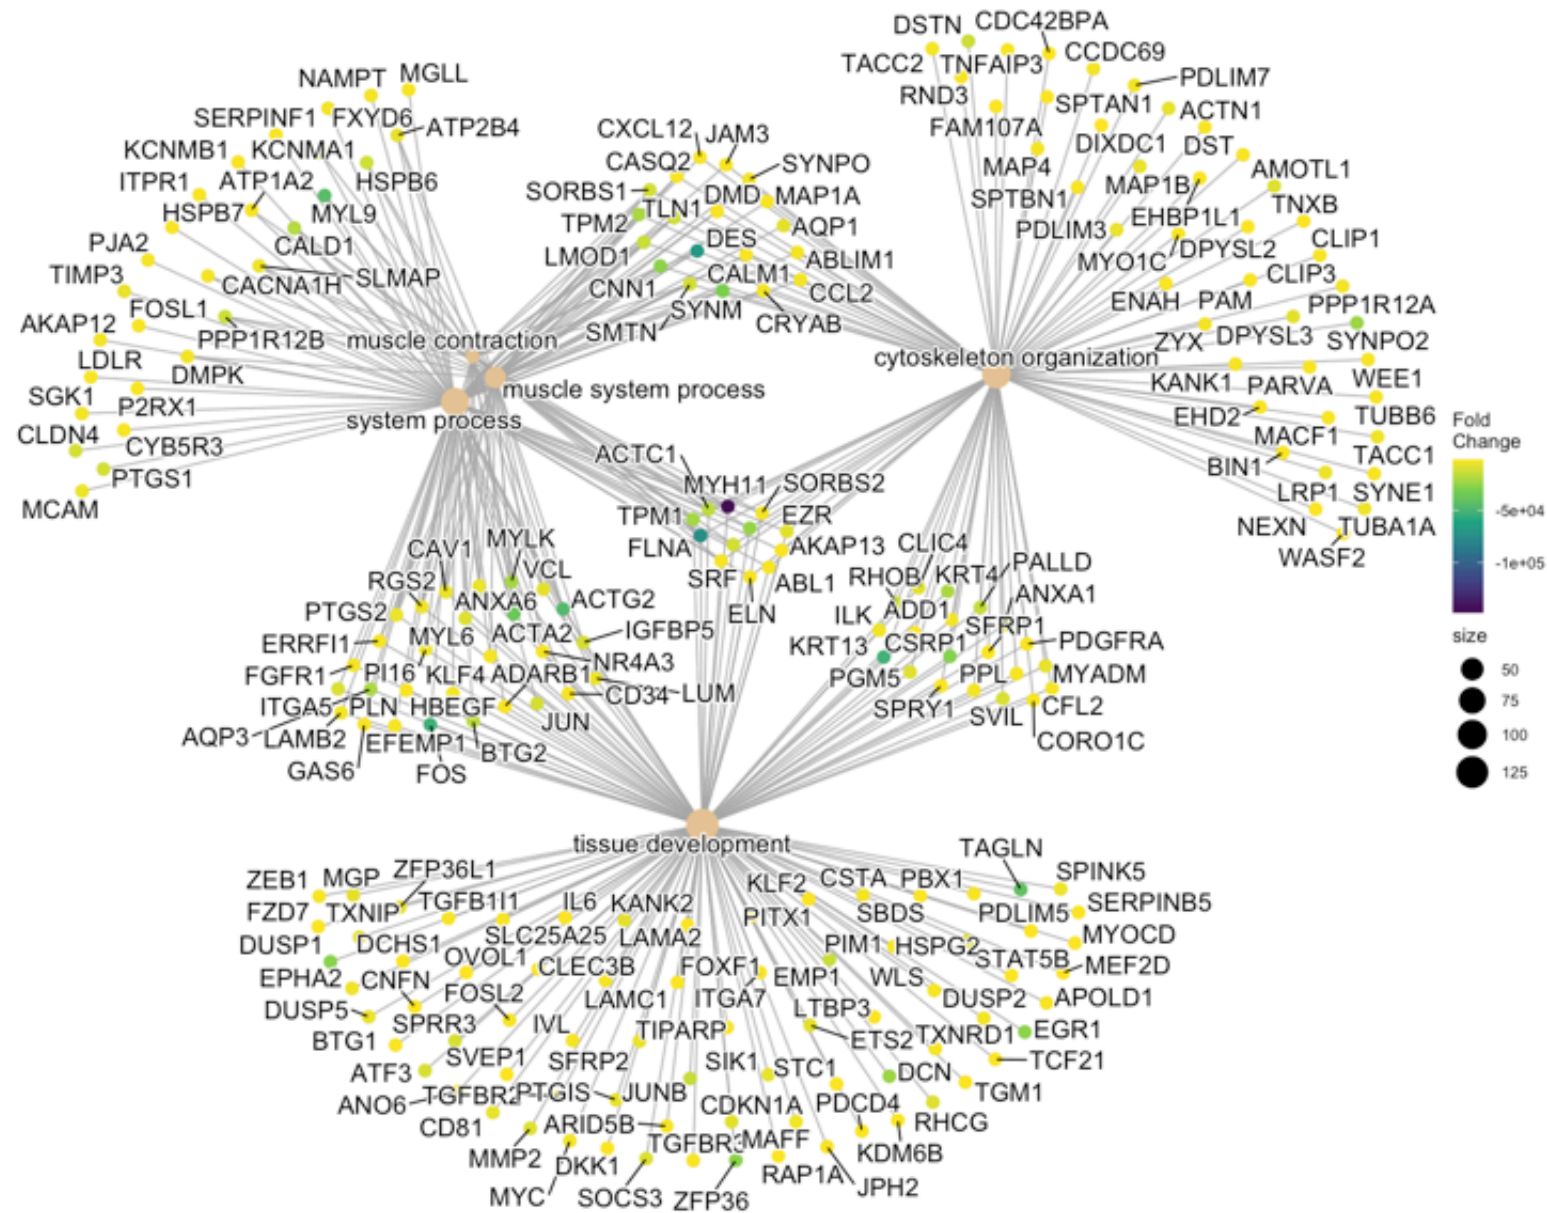 DSTN CDC42BPA
TACC2 TNFAIP3 CCDC69
RND3 SPTAN1 PDLIM7
FAM107A ACTN1
MAP4 DIXDC1 DST
SPTBN1 MAP1B AMOTL1
PDLIM3 EHBP1L1 TNXB
MYO1C DPYSL2 CLIP1
ENAH PAM CLIP3
ZYX DPYSL3 PPP1R12A
SYNPO2
KANK1 PARVA WEE1
EHD2 TUBB6
MACF1
BIN1 TACC1
LRP1 SYNE1
NEXN TUBA1A
WASF2
NAMPT MGLL
SERPINF1 FXYD6 ATP2B4
KCNMB1 KCNMA1
ITPR1 ATP1A2 HSPB6
HSPB7 MYL9
PJA2 CALD1
TIMP3 CACNA1H SLMAP
FOSL1
AKAP12 PPP1R12B
LDLR DMPK
SGK1 P2RX1
CLDN4 CYB5R3
PTGS1
MCAM
CXCL12 JAM3
CASQ2 SYNPO
SORBS1 DMD MAP1A
TPM2 TLN1 AQP1
LMOD1 DES ABLIM1
CNN1 CALM1 CCL2
SYNM
SMTN CRYAB
muscle contraction
muscle system process
system process
cytoskeleton organization
ACTC1
MYH11 SORBS2
TPM1 EZR
FLNA AKAP13
SRF ABL1
ELN
CAV1 MYLK
VCL
RGS2 ANXA6 ACTG2
PTGS2 ACTA2 IGFBP5
ERRFI1 MYL6 NR4A3
FGFR1 PI16 KLF4 ADARB1
CD34 LUM
ITGA5 PLN HBEGF JUN
AQP3 LAMB2 EFEMP1 BTG2
GAS6 FOS
CLIC4 PALLD
RHOB KRT4 ANXA1
ILK ADD1 SFRP1
KRT13 CSRP1 PDGFRA
PGM5 PPL MYADM
SPRY1 SVIL CFL2
CORO1C
tissue development
ZEB1 MGP ZFP36L1
FZD7 TXNIP TGFB1I1 IL6 KANK2
DUSP1 DCHS1 SLC25A25 LAMA2
EPHA2 CNFN OVOL1 CLEC3B FOXF1
DUSP5 FOSL2 LAMC1 ITGA7
BTG1 SPRR3 IVL TIPARP
ATF3 SVEP1 SFRP2 SIK1 STC1
ANO6 TGFBR2 PTGIS JUNB
CD81 ARID5B CDKN1A PDCD4
MMP2 DKK1 TGFBR3 MAFF KDM6B
MYC SOCS3 ZFP36 RAP1A JPH2
KLF2 CSTA PBX1 TAGLN SPINK5
PITX1 SBDS PDLIM5 SERPINB5
PIM1 HSPG2 STAT5B MYOCD
EMP1 WLS MEF2D
LTBP3 DUSP2 APOLD1
ETS2 TXNRD1 EGR1
DCN TCF21
RHCG TGM1
Fold
Change
-5e+04
-1e+05
size
50
75
100
125